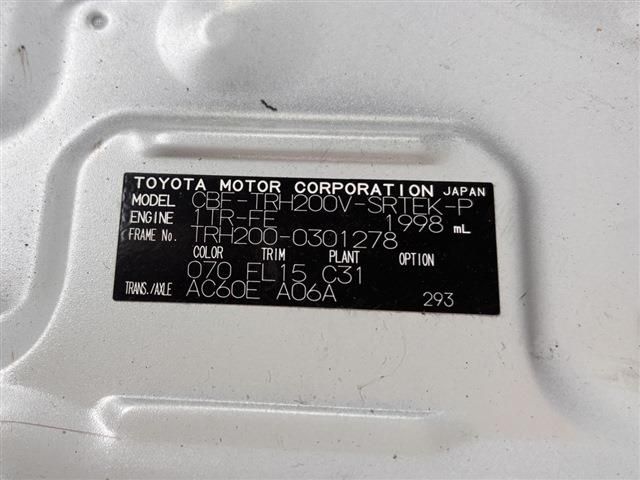 TOYOTA MOTOR CORPORATION JAPAN
MODEL CBF-TRH200V-SRTEK-P
ENGINE 1TR-FE 1998 mL
FRAME No. TRH200-0301278
COLOR TRIM PLANT OPTION
070 FL15 C31
TRANS./AXLE AC60E A06A 293